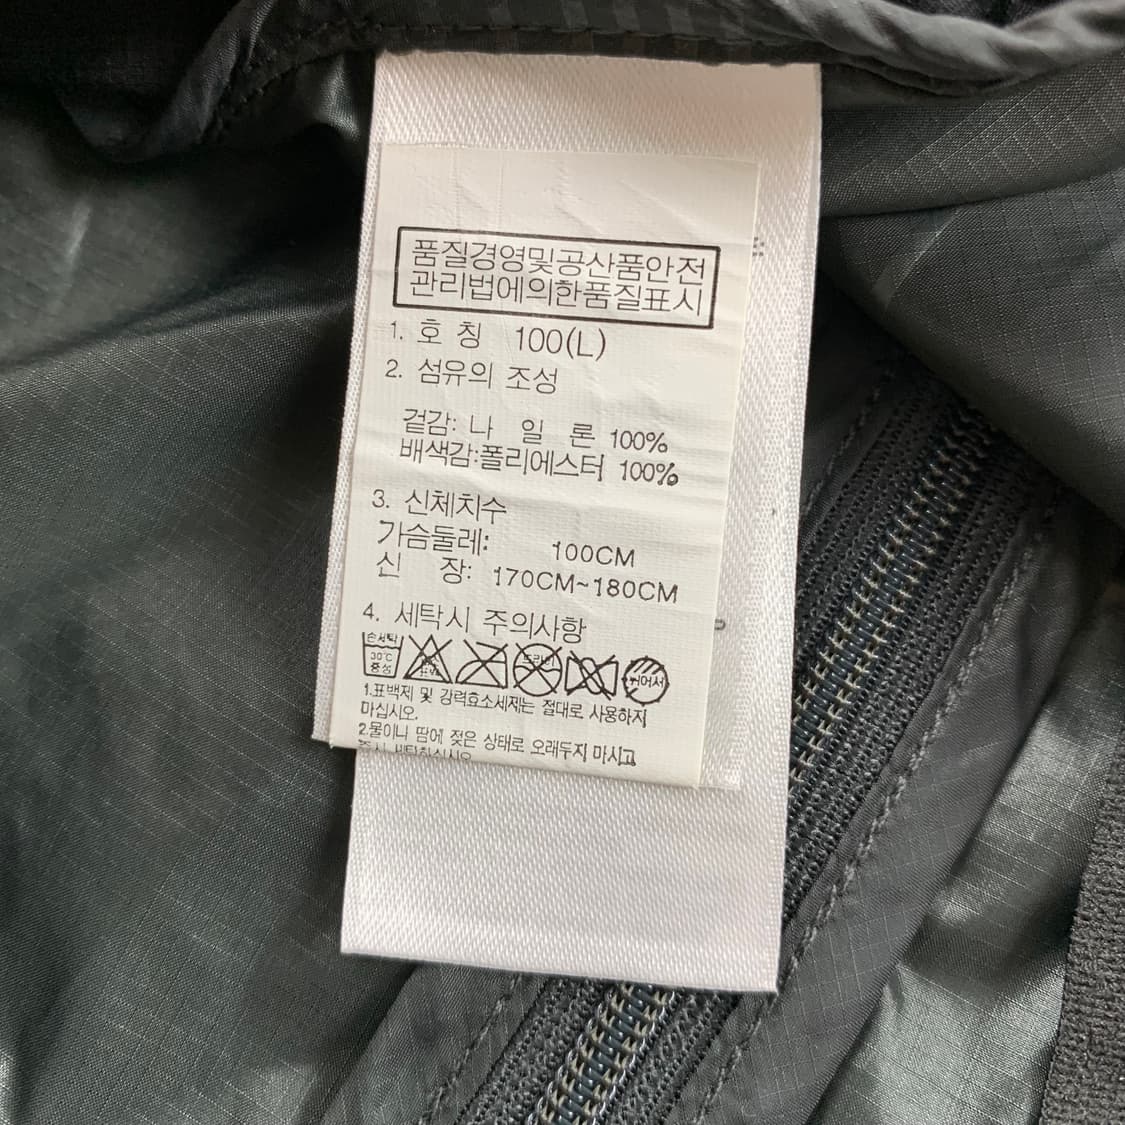 품질경영및공산품안전
관리법에의한품질표시
1. 호 칭 100(L)
2. 섬유의 조성
겉감: 나 일 론 100%
배색감:폴리에스터 100%
3. 신체치수
가슴둘레: 100CM
신 장: 170CM~180CM
4. 세탁시 주의사항
손세탁
30℃
중성
드라이
뉘어서
1.표백제 및 강력효소세제는 절대로 사용하지
마십시오.
2.물이나 땀에 젖은 상태로 오래두지 마시고